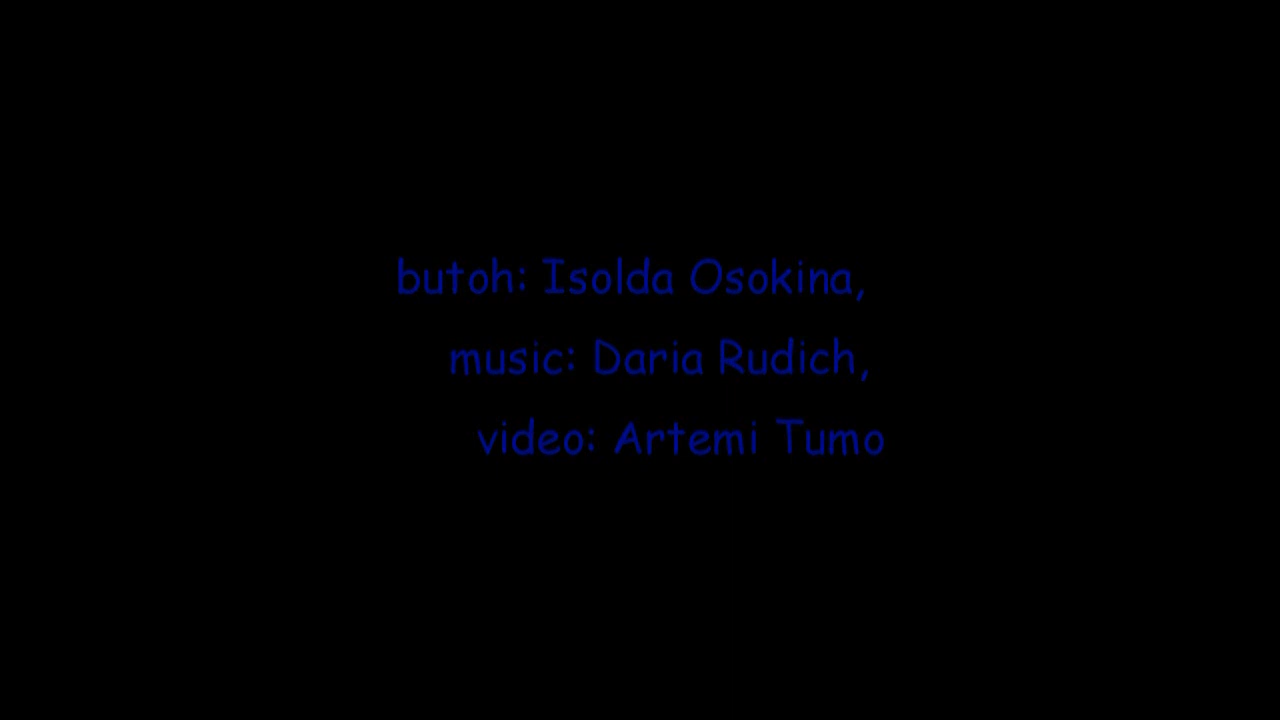 butoh: Isolda Osokina,
music: Daria Rudich,
video: Artemi Tumo